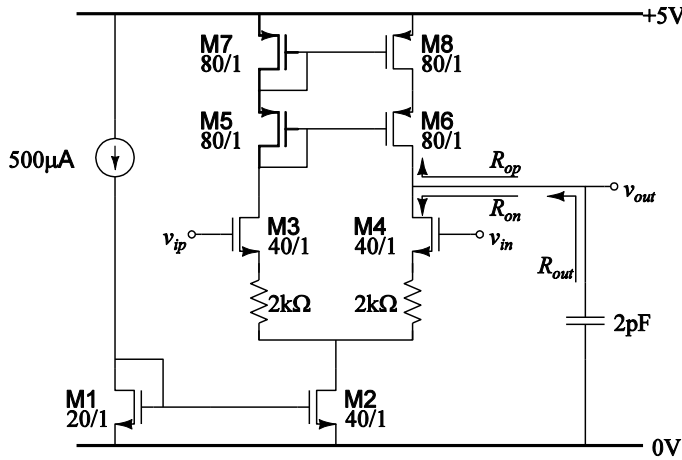 +5V
M7
80/1
M8
80/1
M5
80/1
M6
80/1
500μA
R_op
v_out
R_on
v_ip
M3
40/1
M4
40/1
v_in
R_out
2kΩ
2kΩ
2pF
M1
20/1
M2
40/1
0V